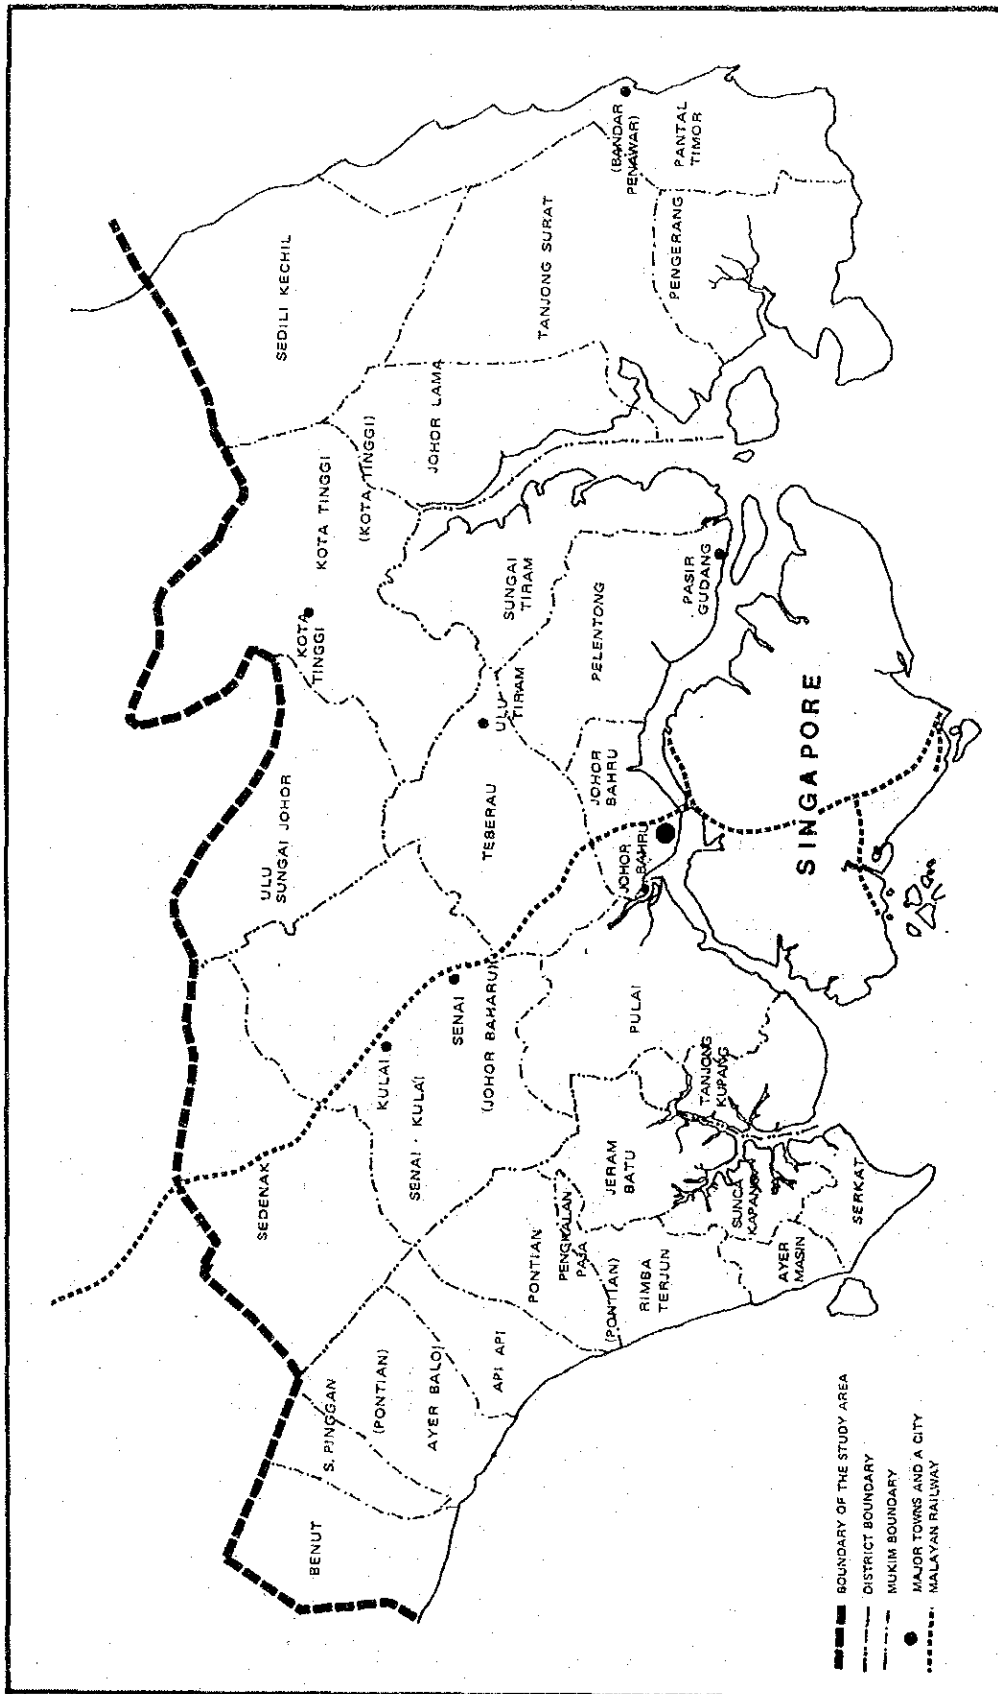 SEDILI KECHIL
(BANDAR
PENAWAR)
PANTAL
TIMOR
TANJONG SURAT
PENGERANG
JOHOR LAMA
KOTA TINGGI
(KOTA TINGGI)
KOTA
TINGGI
SUNGAI
TIRAM
PASIR
GUDANG
PELENTONG
ULU
TIRAM
ULU
SUNGAI JOHOR
TEBERAU
JOHOR
BAHRU
JOHOR
BAHRU
SINGAPORE
SENAI
KULAI
SENAI - KULAI
(JOHOR BAHARU)
PULAI
TANJONG
KUPANG
SEDENAK
JERAM
BATU
PONTIAN
PENGKALAN
RAJA
(PONTIAN)
RIMBA
TERJUN
SUNCA
KAPANG
AYER
MASIN
SERKAT
BENUT
S. PINGGAN
(PONTIAN)
AYER BALOI
API API
BOUNDARY OF THE STUDY AREA
DISTRICT BOUNDARY
MUKIM BOUNDARY
MAJOR TOWNS AND A CITY
MALAYAN RAILWAY